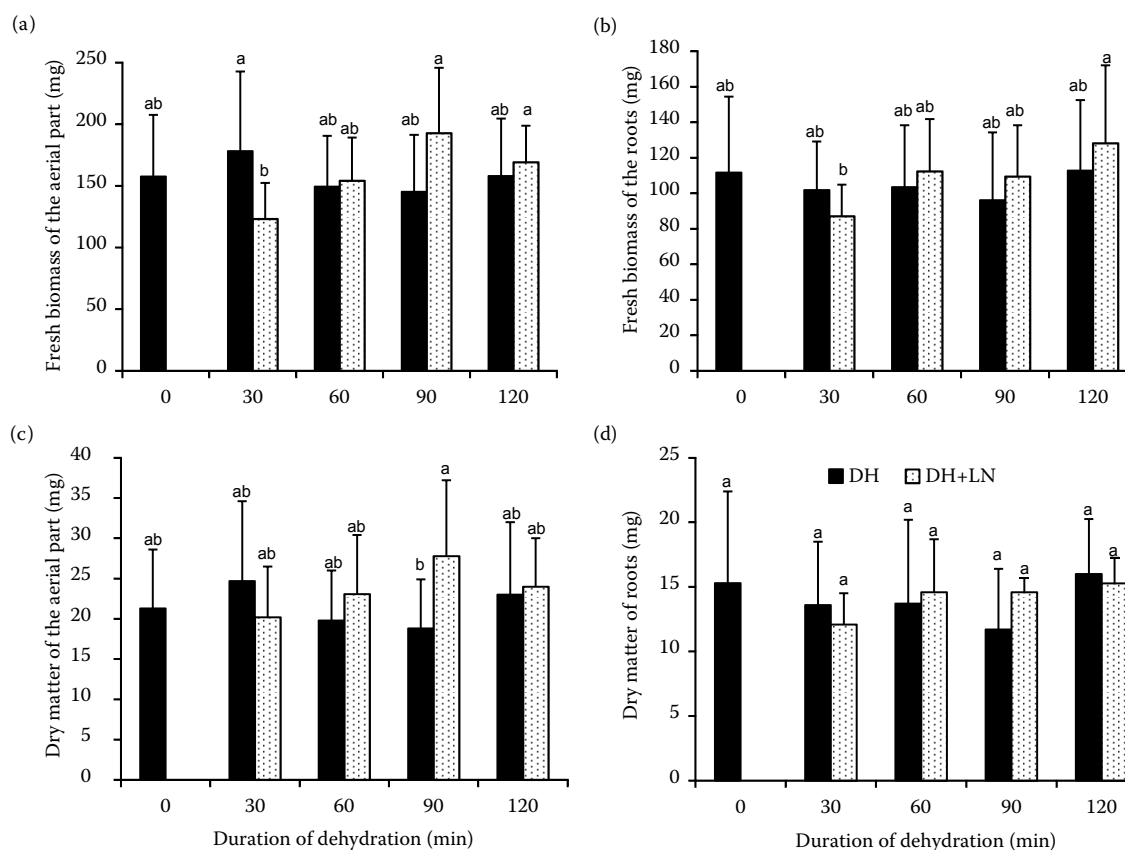 (a)
Fresh biomass of the aerial part (mg)
250
200
150
100
50
0
ab
a
b
ab
ab
ab
a
ab
a
0 30 60 90 120
(b)
Fresh biomass of the roots (mg)
180
160
140
120
100
80
60
40
20
0
ab
ab
b
ab
ab
ab
ab
ab
a
0 30 60 90 120
(c)
Dry matter of the aerial part (mg)
40
35
30
25
20
15
10
5
0
ab
ab
ab
ab
ab
b
a
ab
ab
0 30 60 90 120
Duration of dehydration (min)
(d)
Dry matter of roots (mg)
25
20
15
10
5
0
DH DH+LN
a
a
a
a
a
a
a
a
a
0 30 60 90 120
Duration of dehydration (min)